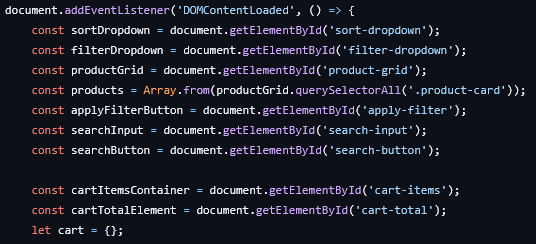 document.addEventListener('DOMContentLoaded', () => {
    const sortDropdown = document.getElementById('sort-dropdown');
    const filterDropdown = document.getElementById('filter-dropdown');
    const productGrid = document.getElementById('product-grid');
    const products = Array.from(productGrid.querySelectorAll('.product-card'));
    const applyFilterButton = document.getElementById('apply-filter');
    const searchInput = document.getElementById('search-input');
    const searchButton = document.getElementById('search-button');

    const cartItemsContainer = document.getElementById('cart-items');
    const cartTotalElement = document.getElementById('cart-total');
    let cart = {};